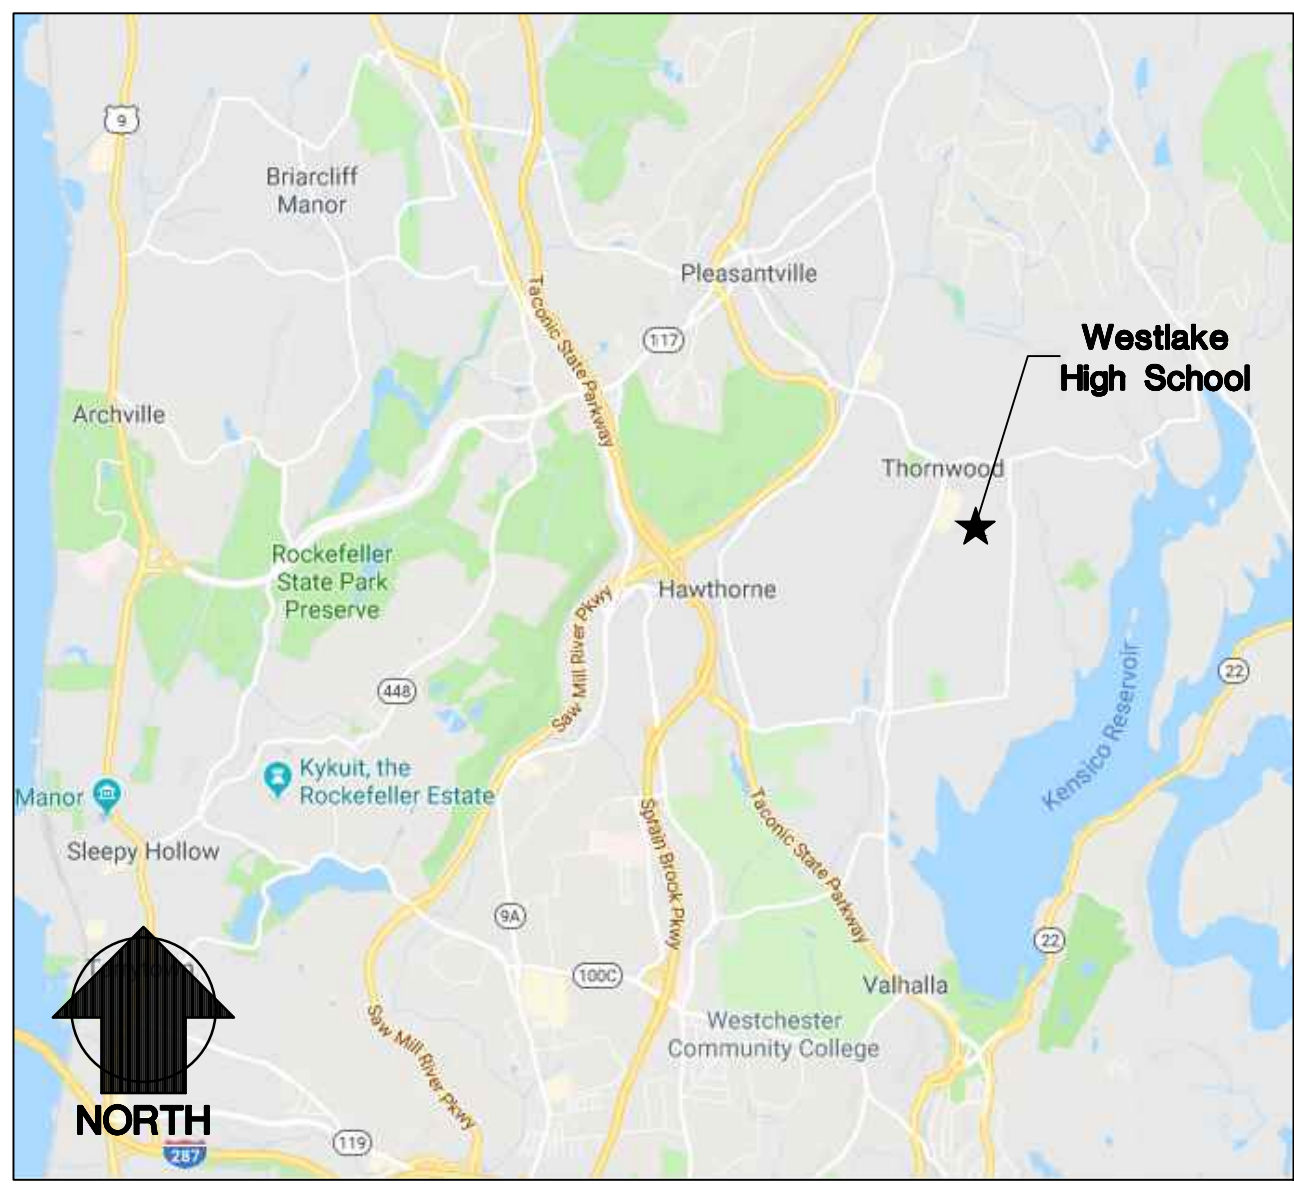 9
Briarcliff
Manor
Pleasantville
Taconic State Parkway
117
Westlake
High School
Archville
Thornwood
Rockefeller
State Park
Preserve
Hawthorne
Saw Mill River Pkwy
448
22
Kensico Reservoir
Kykuit, the
Rockefeller Estate
Manor
Sleepy Hollow
Sprain Brook Pkwy
Taconic State Parkway
9A
22
100C
Valhalla
Saw Mill River Pkwy
Westchester
Community College
NORTH
119
287